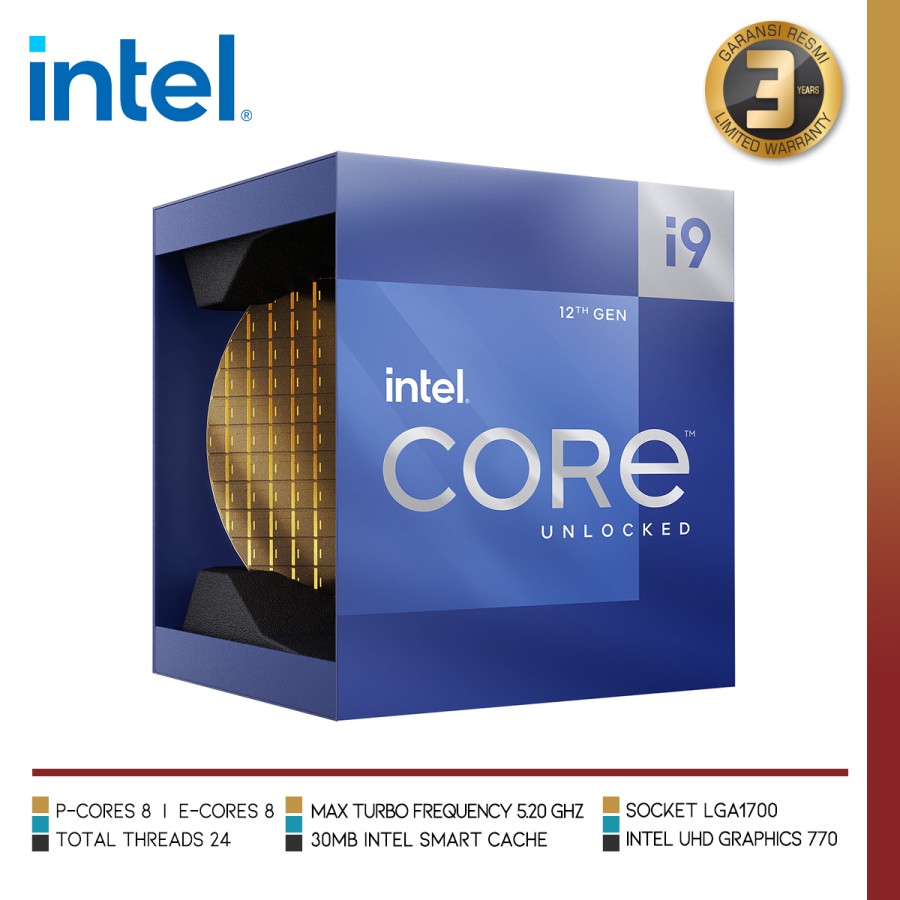 intel®
GARANSI RESMI
3 YEARS
LIMITED WARRANTY
i9
12TH GEN
intel.
CORE™
UNLOCKED
P-CORES 8 | E-CORES 8
TOTAL THREADS 24
MAX TURBO FREQUENCY 5.20 GHZ
30MB INTEL SMART CACHE
SOCKET LGA1700
INTEL UHD GRAPHICS 770